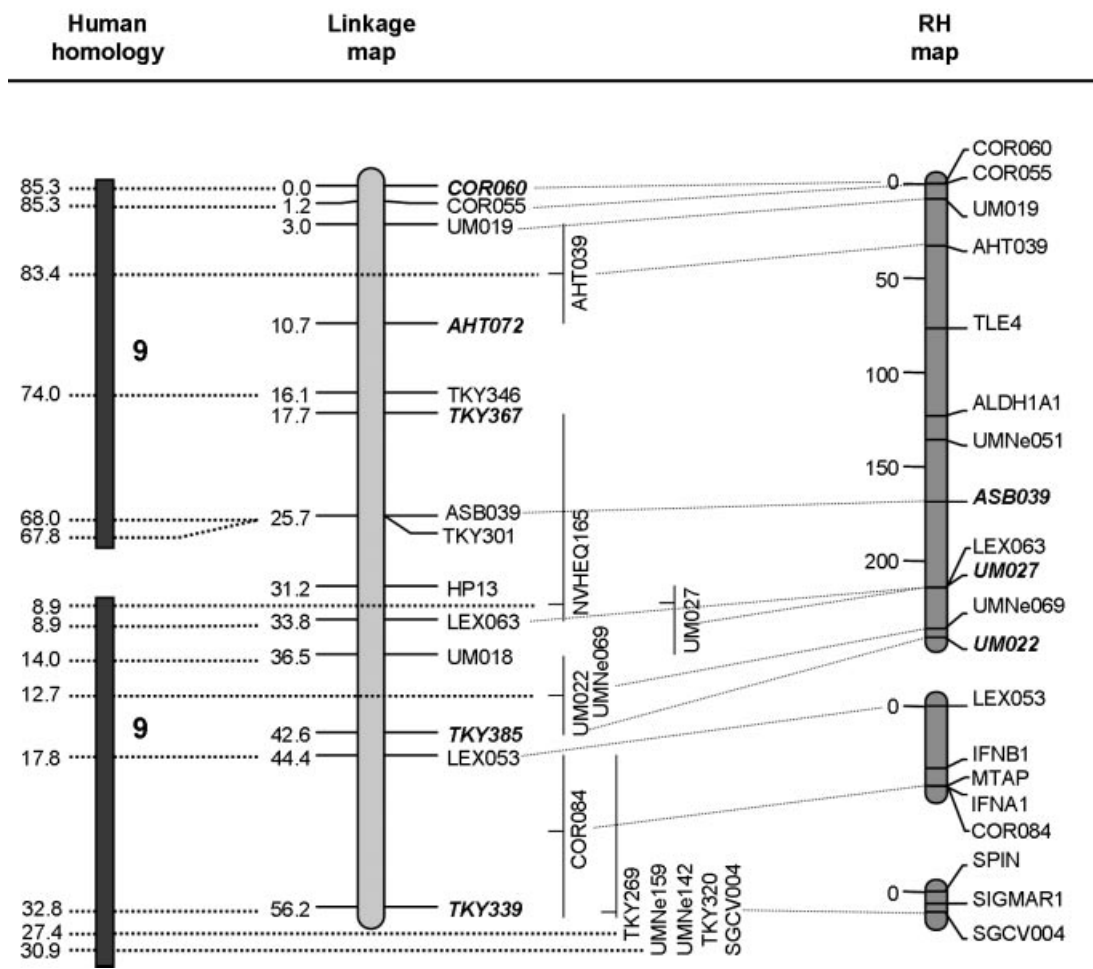 Human homology
Linkage map
RH map
85.3
85.3
83.4
9
74.0
68.0
67.8
8.9
8.9
14.0
12.7
9
17.8
32.8
27.4
30.9
0.0
1.2
3.0
10.7
16.1
17.7
25.7
31.2
33.8
36.5
42.6
44.4
56.2
COR060
COR055
UM019
AHT072
TKY346
TKY367
ASB039
TKY301
HP13
LEX063
UM018
TKY385
LEX053
TKY339
AHT039
NVHEQ165
UM027
UM022
UMNe069
COR084
TKY269
UMNe159
UMNe142
TKY320
SGCV004
0
50
100
150
200
COR060
COR055
UM019
AHT039
TLE4
ALDH1A1
UMNe051
ASB039
LEX063
UM027
UMNe069
UM022
0
LEX053
IFNB1
MTAP
IFNA1
COR084
0
SPIN
SIGMAR1
SGCV004